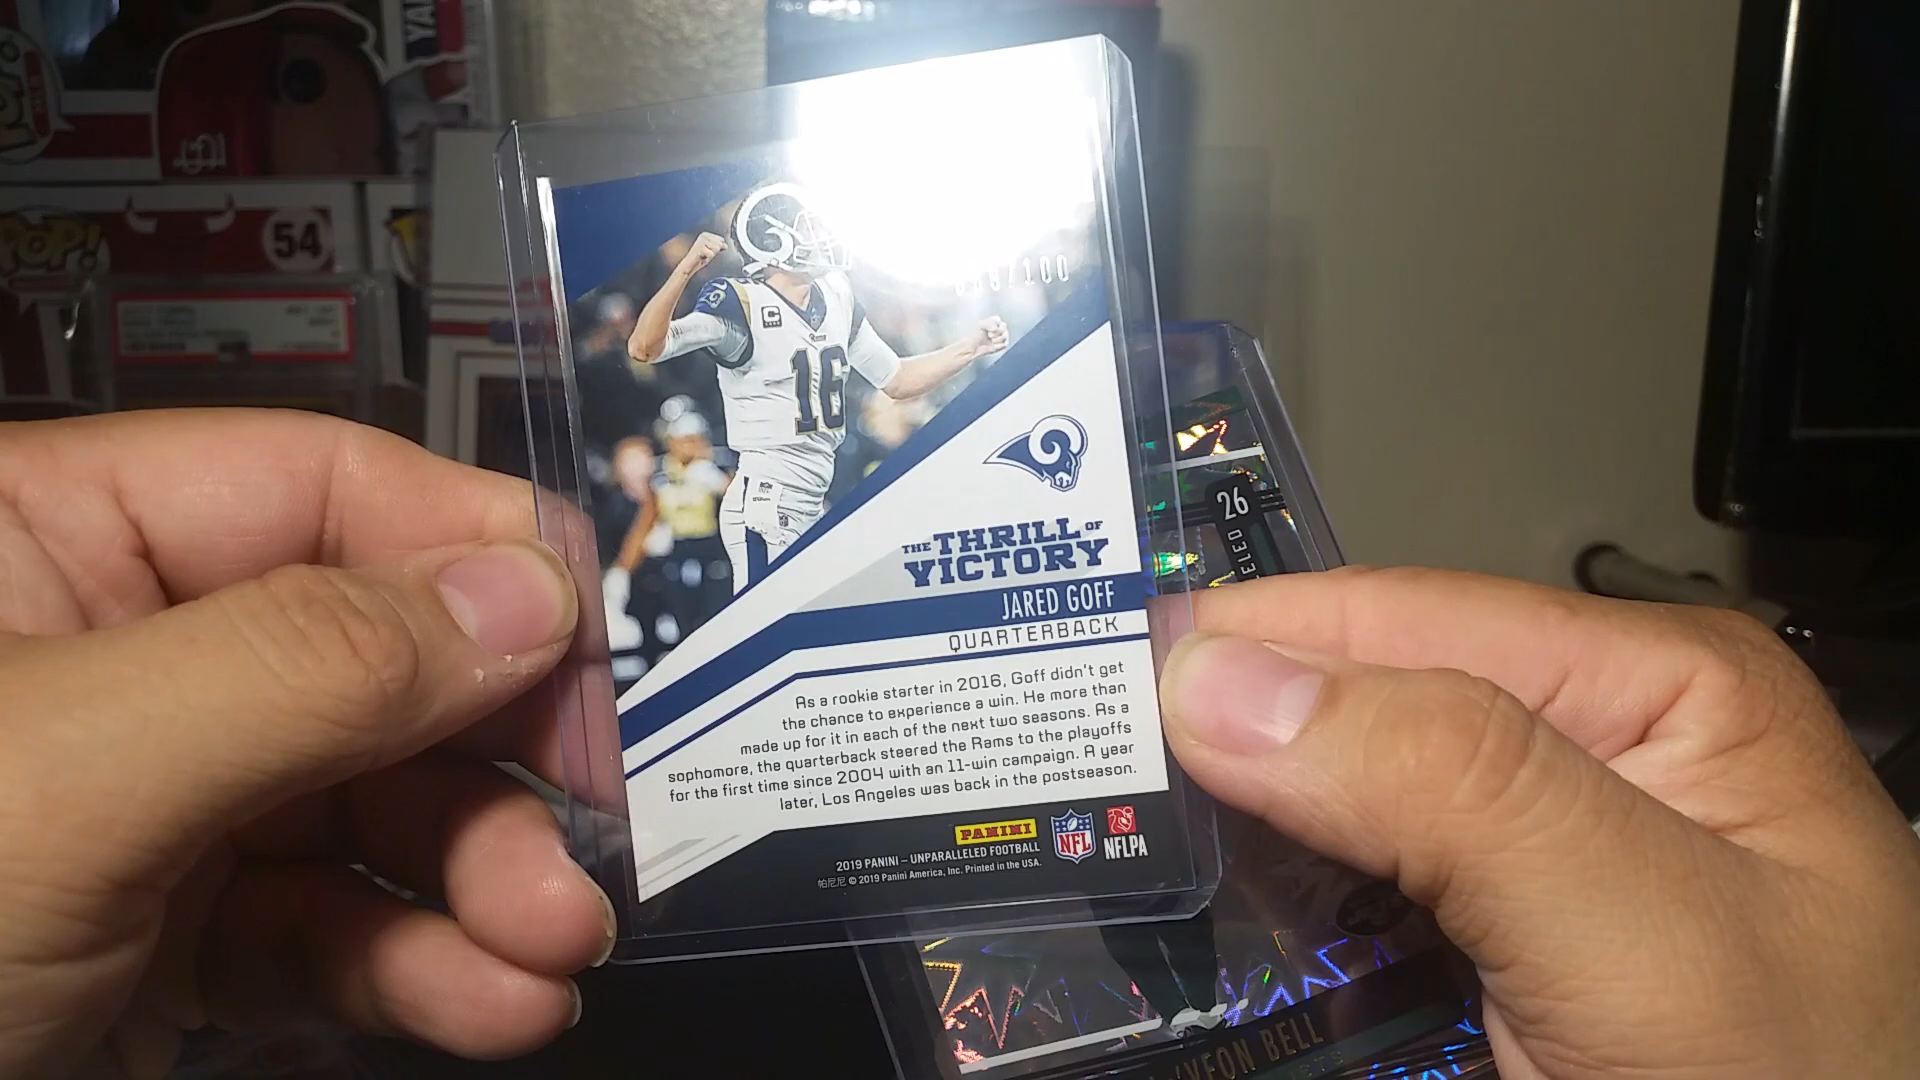 POP!
54
16
C
/100
THE THRILL OF
VICTORY
JARED GOFF
QUARTERBACK
As a rookie starter in 2016, Goff didn't get
the chance to experience a win. He more than
made up for it in each of the next two seasons. As a
sophomore, the quarterback steered the Rams to the playoffs
for the first time since 2004 with an 11-win campaign. A year
later, Los Angeles was back in the postseason.
PANINI
NFL
NFLPA
2019 PANINI – UNPARALLELED FOOTBALL
帕尼尼 © 2019 Panini America, Inc. Printed in the USA.
26
BELL